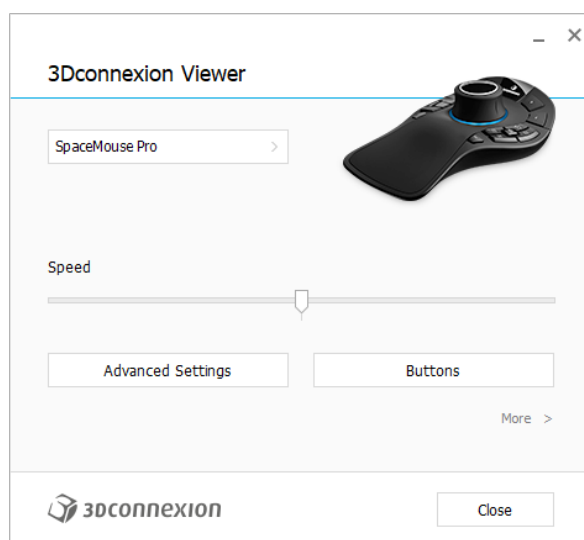 3Dconnexion Viewer
SpaceMouse Pro
Speed
Advanced Settings
Buttons
More >
3Dconnexion
Close